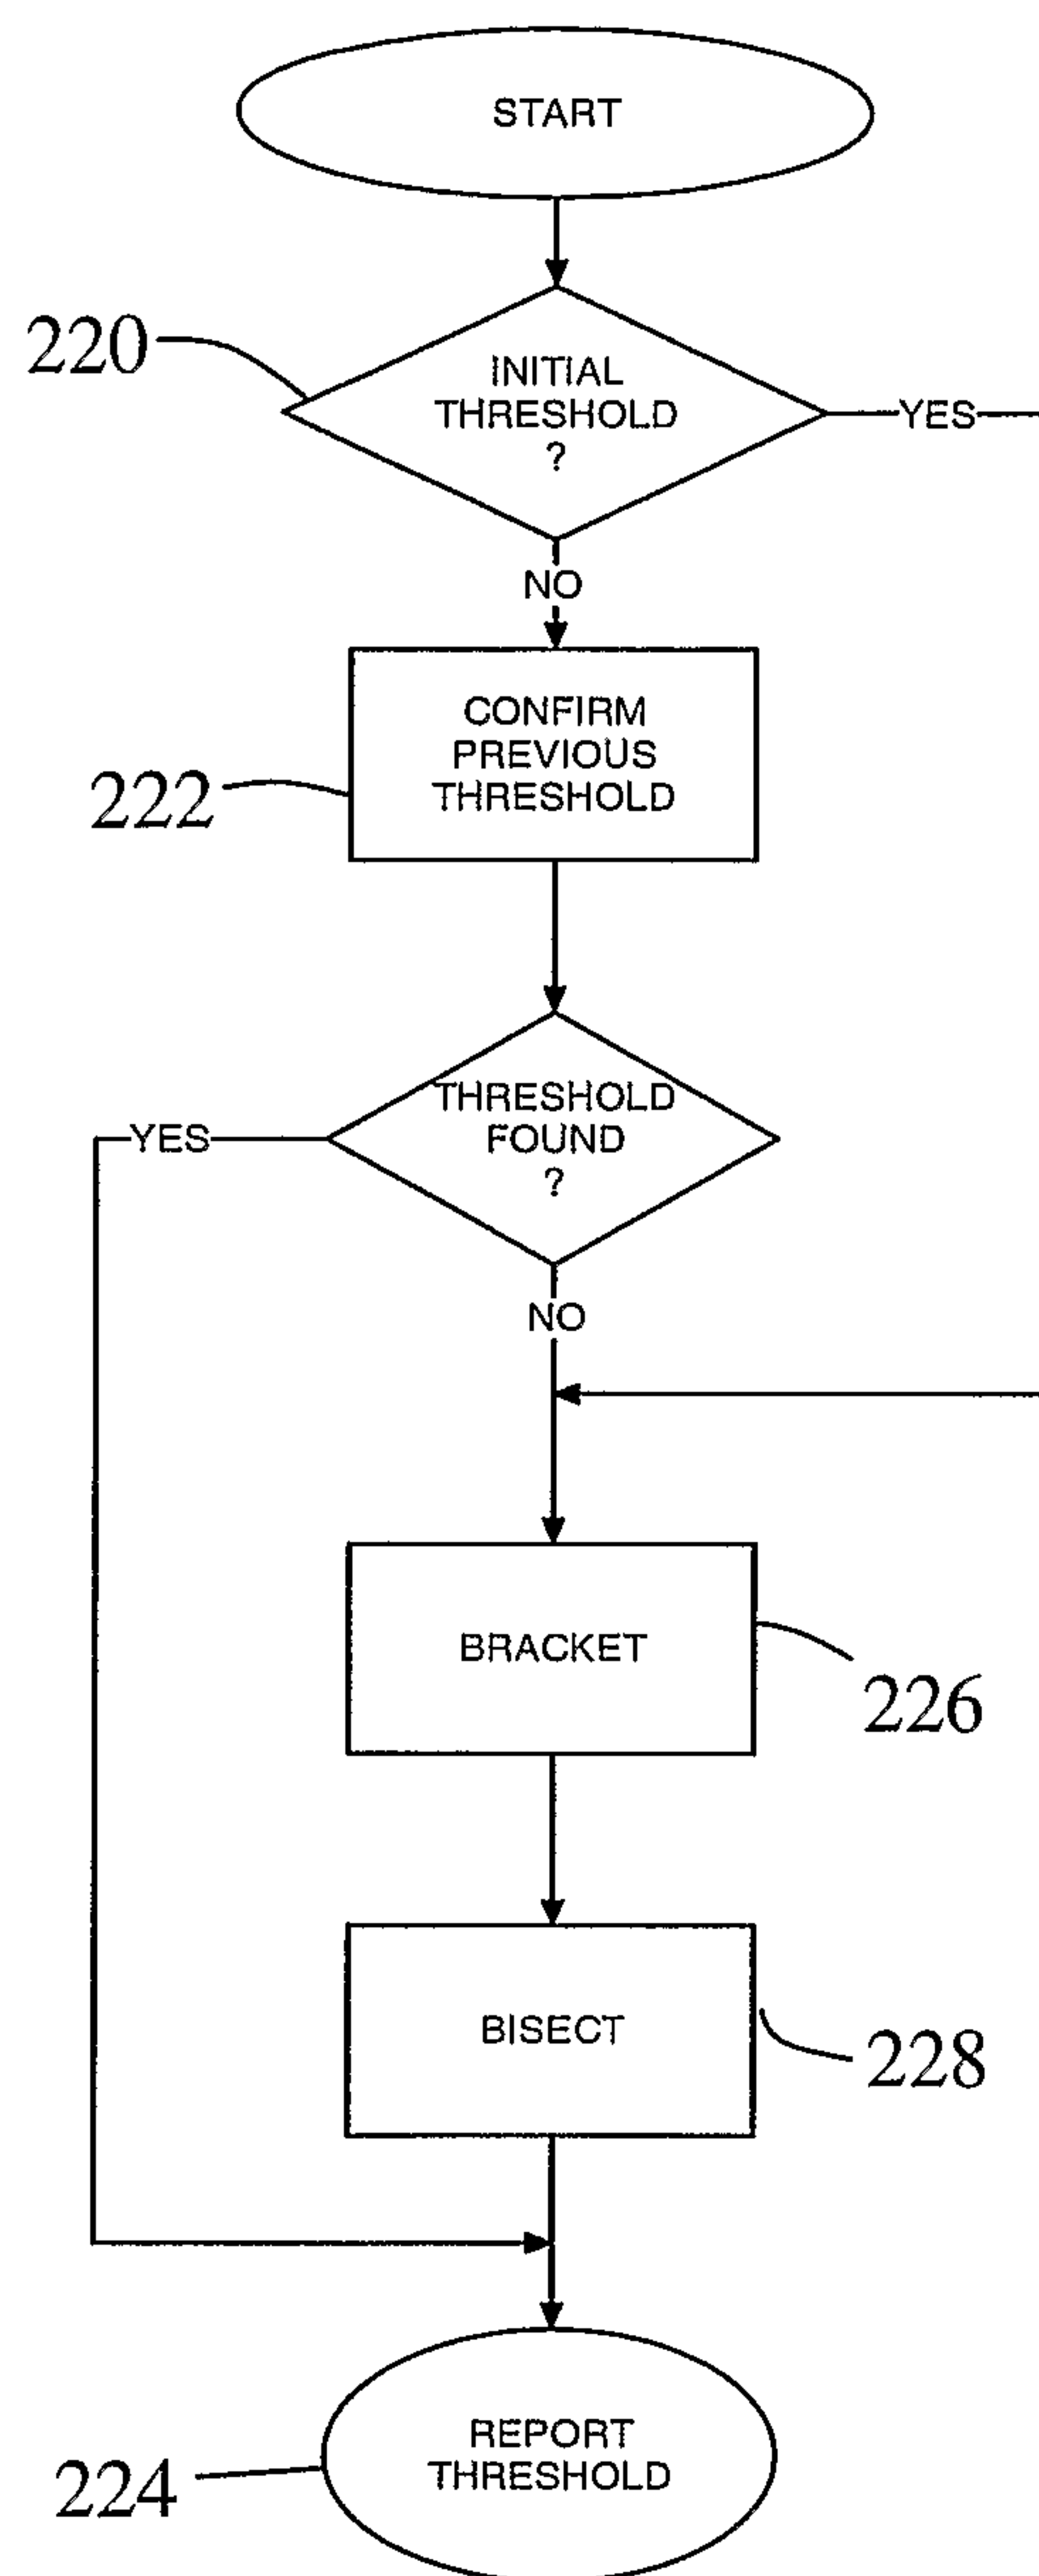 START
220
INITIAL
THRESHOLD
?
YES
NO
CONFIRM
PREVIOUS
THRESHOLD
222
THRESHOLD
FOUND
?
YES
NO
BRACKET
226
BISECT
228
REPORT
THRESHOLD
224